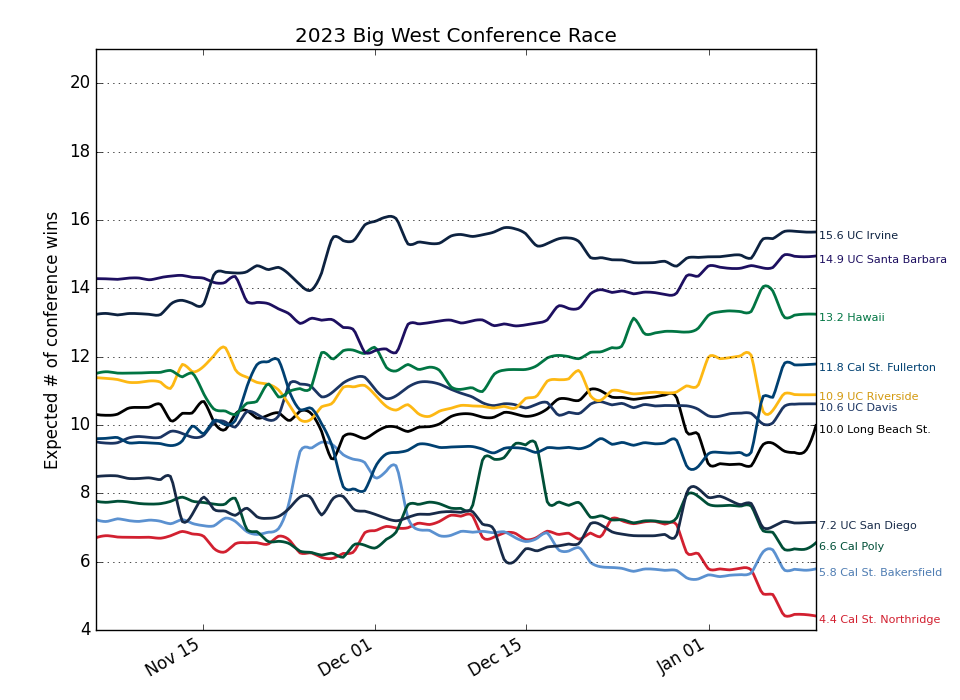 2023 Big West Conference Race
Expected # of conference wins
20
18
16
14
12
10
8
6
4
Nov 15
Dec 01
Dec 15
Jan 01
15.6 UC Irvine
14.9 UC Santa Barbara
13.2 Hawaii
11.8 Cal St. Fullerton
10.9 UC Riverside
10.6 UC Davis
10.0 Long Beach St.
7.2 UC San Diego
6.6 Cal Poly
5.8 Cal St. Bakersfield
4.4 Cal St. Northridge